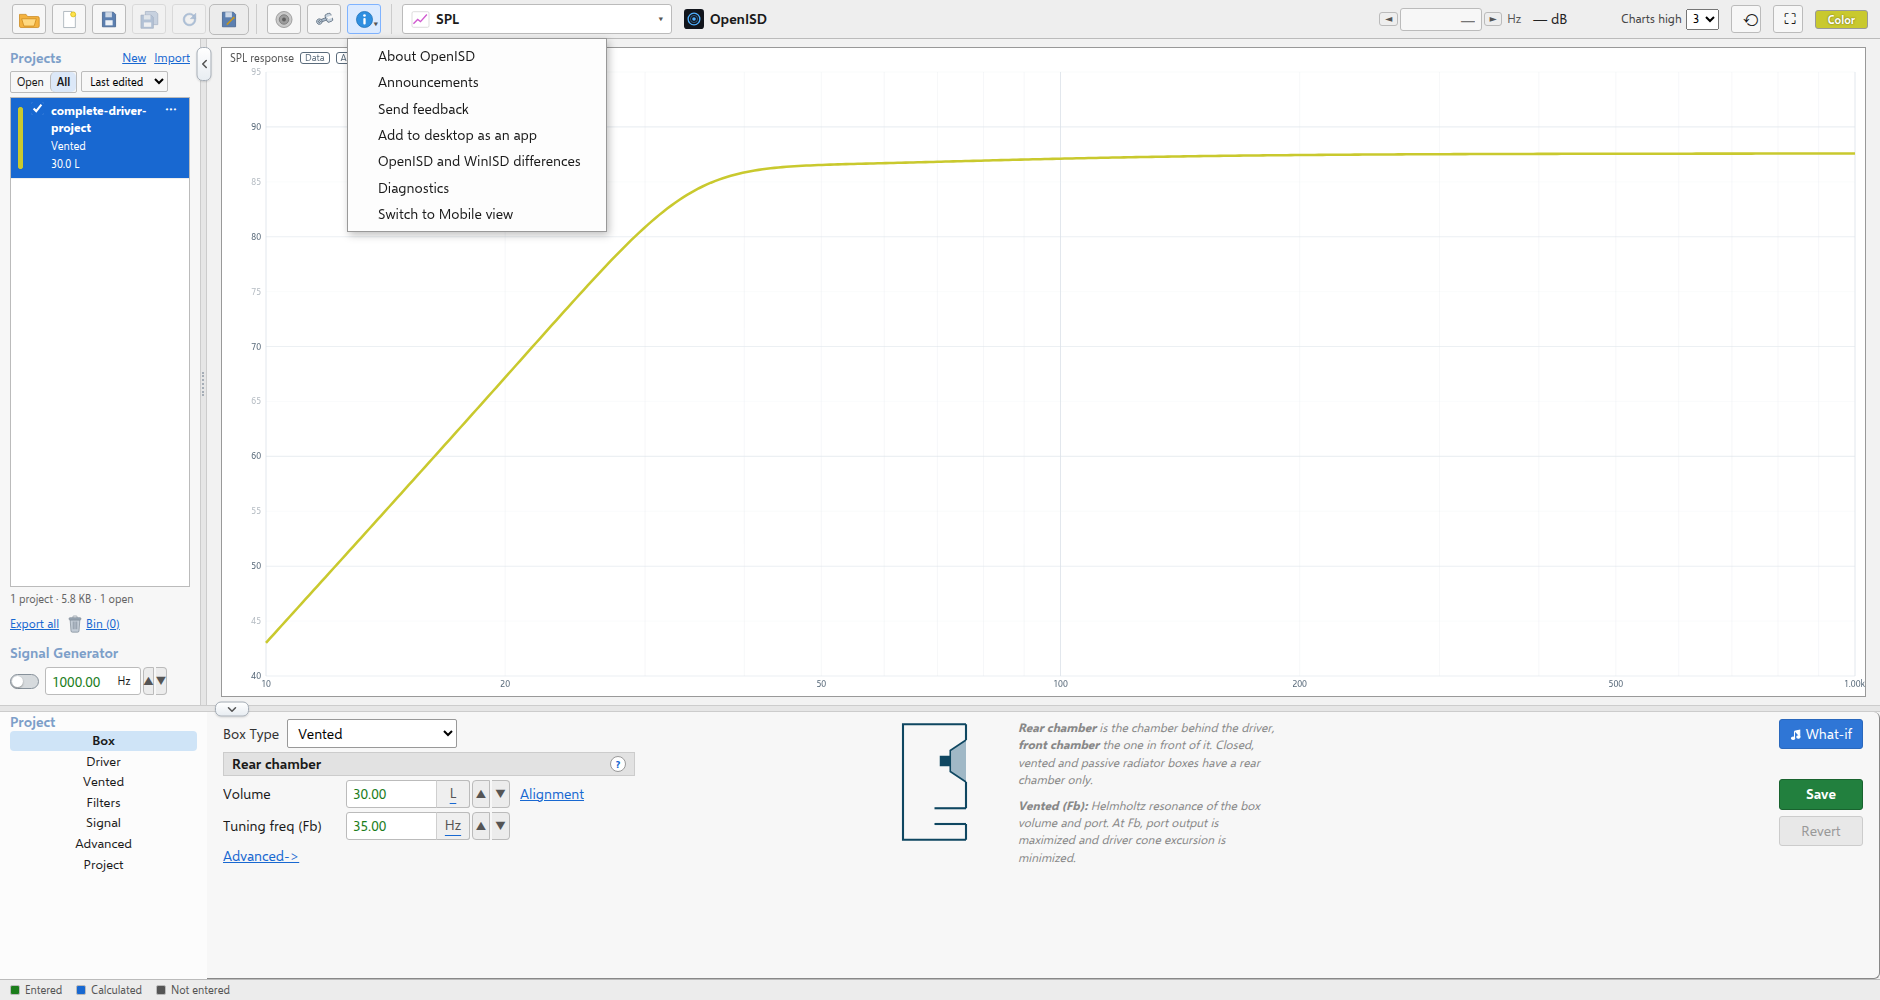 SPL
OpenISD
—
Hz
— dB
Charts high
3
Color
Projects
New
Import
Open
All
Last edited
complete-driver-
project
Vented
30.0 L
1 project · 5.8 KB · 1 open
Export all
Bin (0)
Signal Generator
1000.00
Hz
About OpenISD
Announcements
Send feedback
Add to desktop as an app
OpenISD and WinISD differences
Diagnostics
Switch to Mobile view
SPL response
Data
A
95
90
85
80
75
70
65
60
55
50
45
40
10
20
50
100
200
500
1.00k
Project
Box
Driver
Vented
Filters
Signal
Advanced
Project
Box Type
Vented
Rear chamber
?
Volume
30.00
L
Alignment
Tuning freq (Fb)
35.00
Hz
Advanced->
Rear chamber is the chamber behind the driver,
front chamber the one in front of it. Closed,
vented and passive radiator boxes have a rear
chamber only.
Vented (Fb): Helmholtz resonance of the box
volume and port. At Fb, port output is
maximized and driver cone excursion is
minimized.
What-if
Save
Revert
Entered
Calculated
Not entered